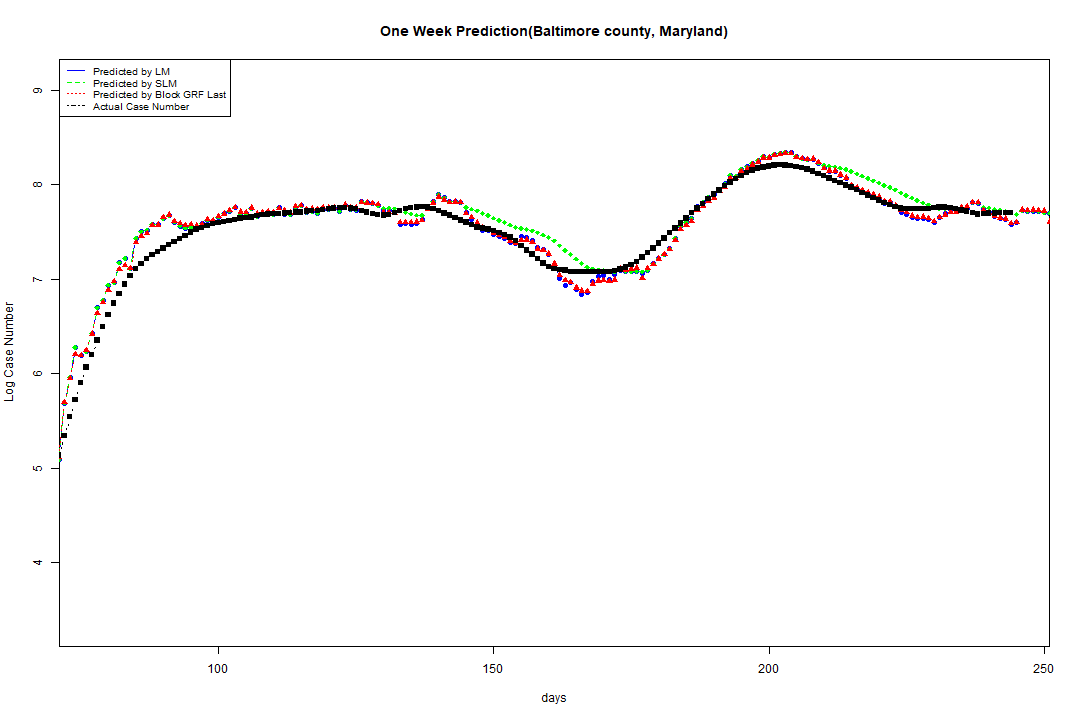 One Week Prediction(Baltimore county, Maryland)
Predicted by LM
Predicted by SLM
Predicted by Block GRF Last
Actual Case Number
Log Case Number
9
8
7
6
5
4
100 150 200 250
days